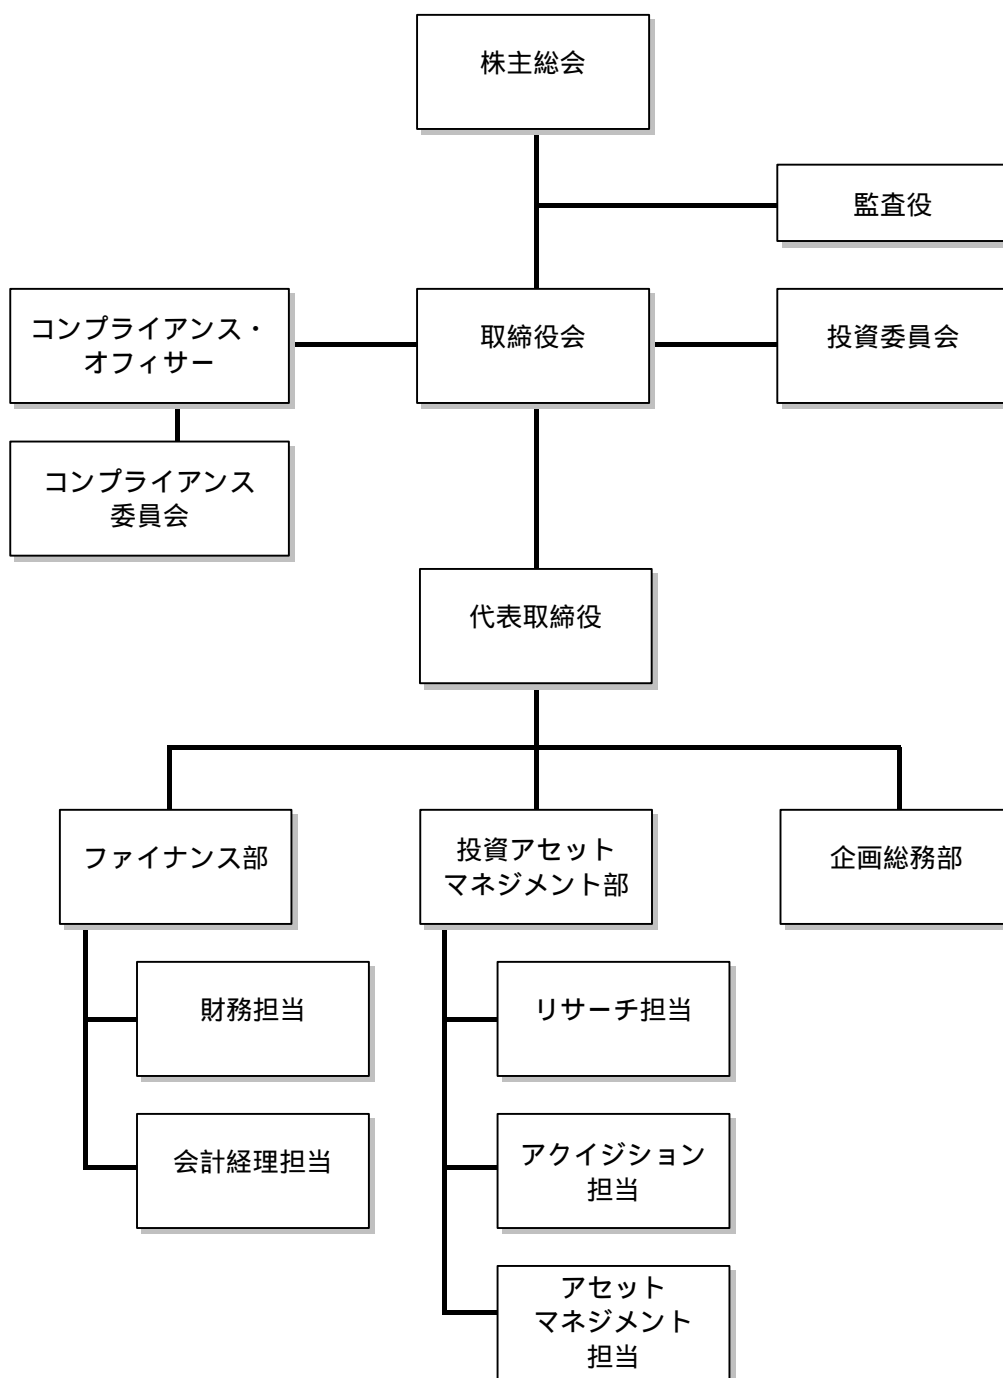 株主総会
監査役
コンプライアンス・
オフィサー
取締役会
投資委員会
コンプライアンス
委員会
代表取締役
ファイナンス部
投資アセット
マネジメント部
企画総務部
財務担当
リサーチ担当
会計経理担当
アクイジション
担当
アセット
マネジメント
担当